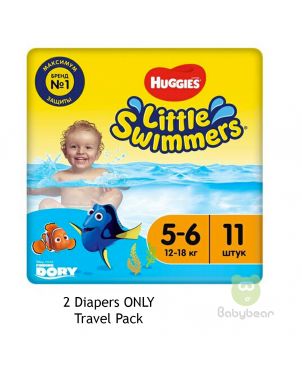 МАКСИМУМ
БРЕНД
№1
ЗАЩИТЫ
HUGGIES
Little
Swimmers
5-6
12-18 кг
11
штук
DORY
2 Diapers ONLY
Travel Pack
Babybear